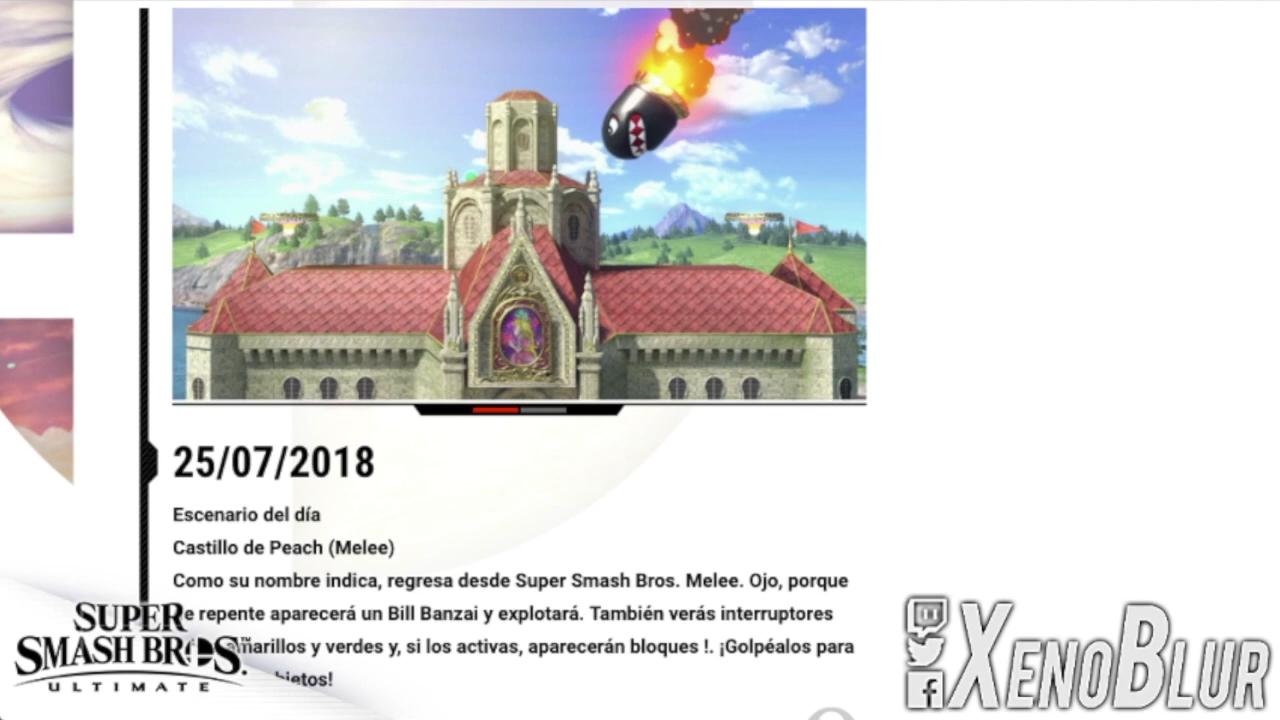 25/07/2018
Escenario del día
Castillo de Peach (Melee)
Como su nombre indica, regresa desde Super Smash Bros. Melee. Ojo, porque
repente aparecerá un Bill Banzai y explotará. También verás interruptores
y verdes y, si los activas, aparecerán bloques !. ¡Golpéalos para
SUPER
SMASH BROS.™
ULTIMATE
XENOBLUR